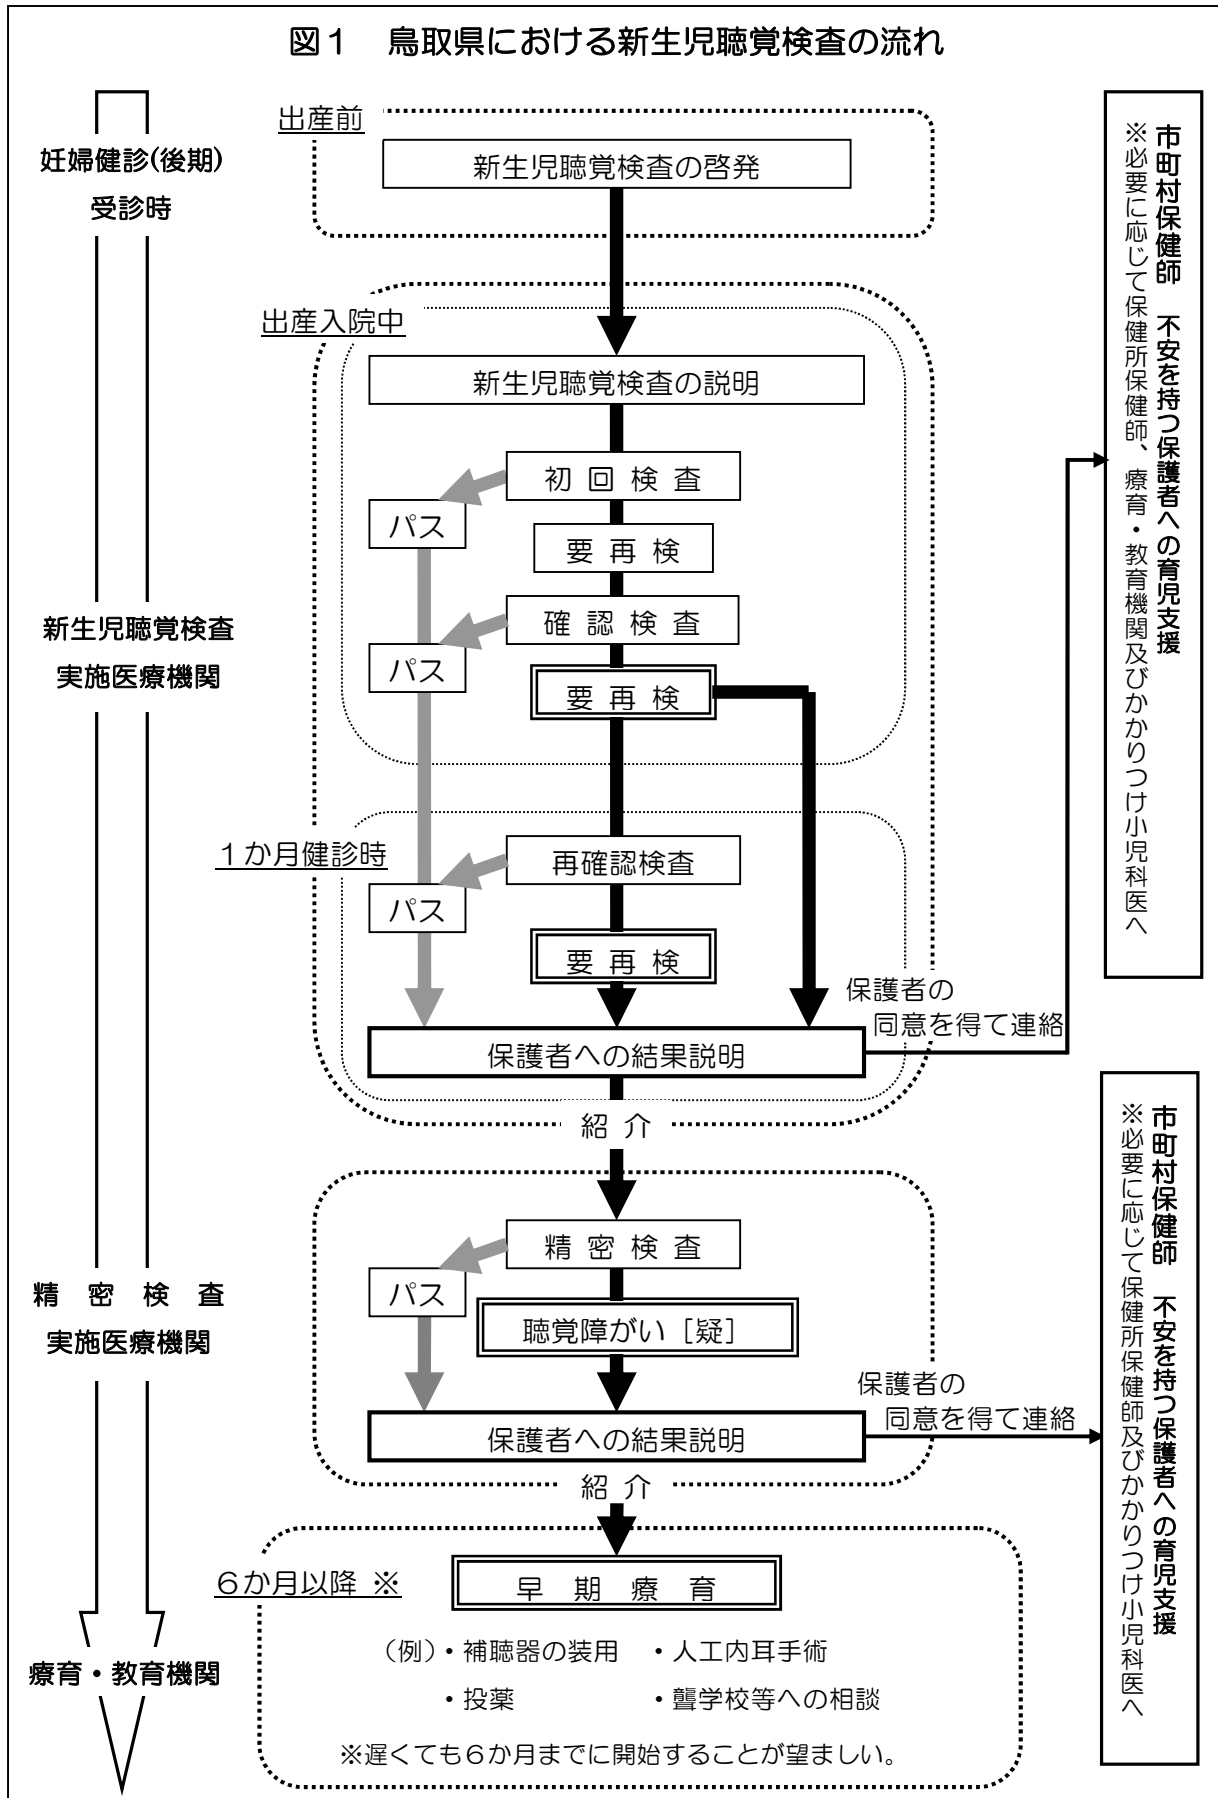 図１　鳥取県における新生児聴覚検査の流れ
妊婦健診(後期)
受診時
出産前
新生児聴覚検査の啓発
出産入院中
新生児聴覚検査の説明
初 回 検 査
パス
要 再 検
確 認 検 査
パス
要 再 検
新生児聴覚検査
実施医療機関
１か月健診時
再確認検査
パス
要 再 検
保護者の
同意を得て連絡
保護者への結果説明
紹 介
市町村保健師　不安を持つ保護者への育児支援
※必要に応じて保健所保健師、療育・教育機関及びかかりつけ小児科医へ
精　密　検　査
実施医療機関
精 密 検 査
パス
聴覚障がい［疑］
保護者の
同意を得て連絡
保護者への結果説明
紹 介
市町村保健師　不安を持つ保護者への育児支援
※必要に応じて保健所保健師及びかかりつけ小児科医へ
６か月以降 ※
早　期　療　育
療育・教育機関
（例）・補聴器の装用　・人工内耳手術
・投薬　・聾学校等への相談
※遅くても６か月までに開始することが望ましい。